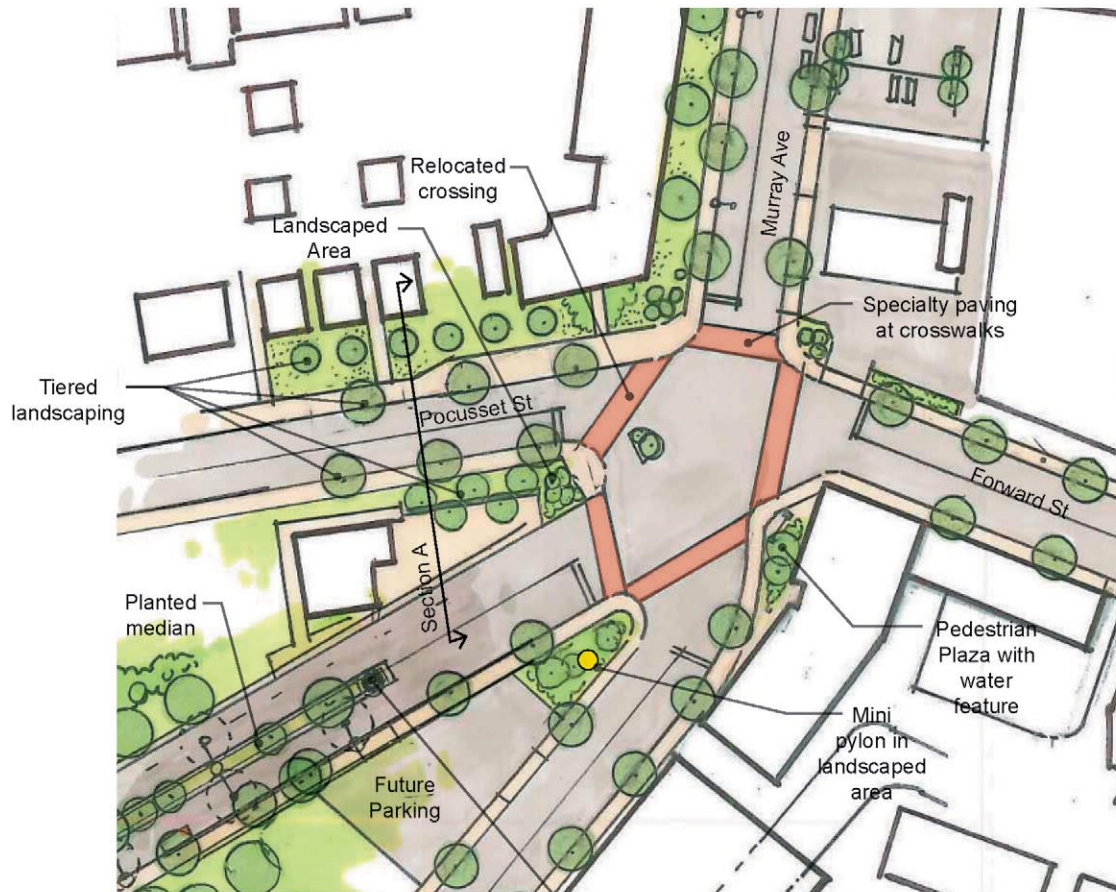 Relocated
crossing
Landscaped
Area
Murray Ave
Specialty paving
at crosswalks
Tiered
landscaping
Pocusset St
Forward St
Section A
Planted
median
Pedestrian
Plaza with
water
feature
Mini
pylon in
landscaped
area
Future
Parking